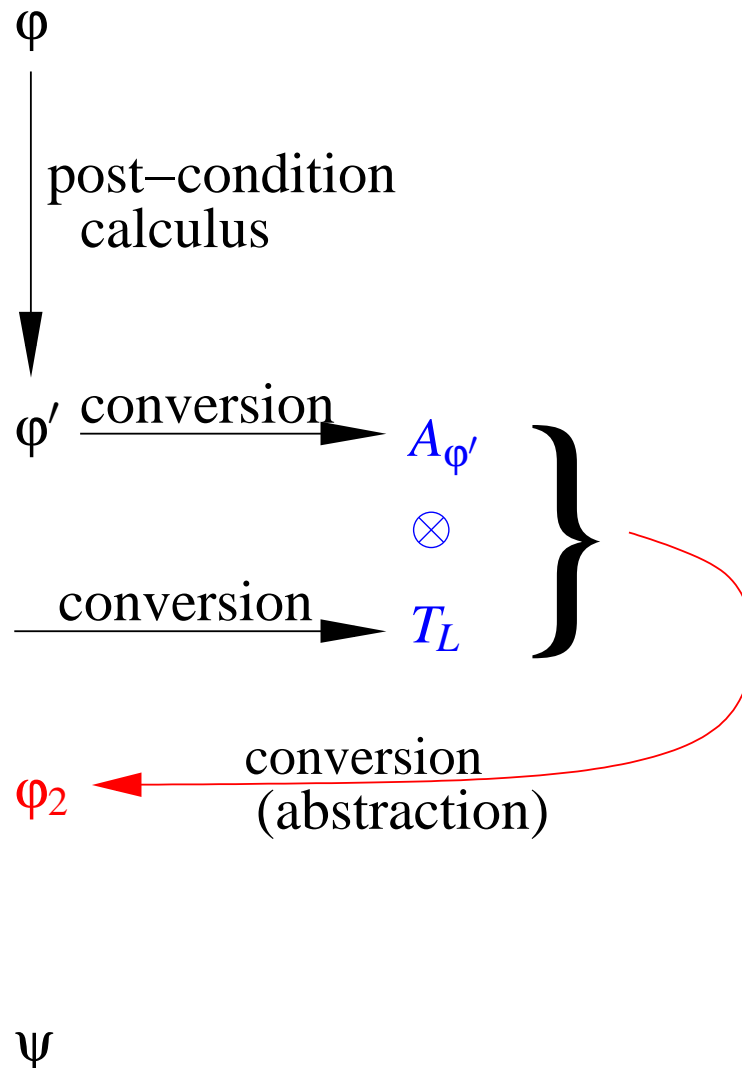 φ
post–condition
calculus
φ′ conversion A_φ′
⊗
conversion T_L
conversion
φ₂
(abstraction)
ψ